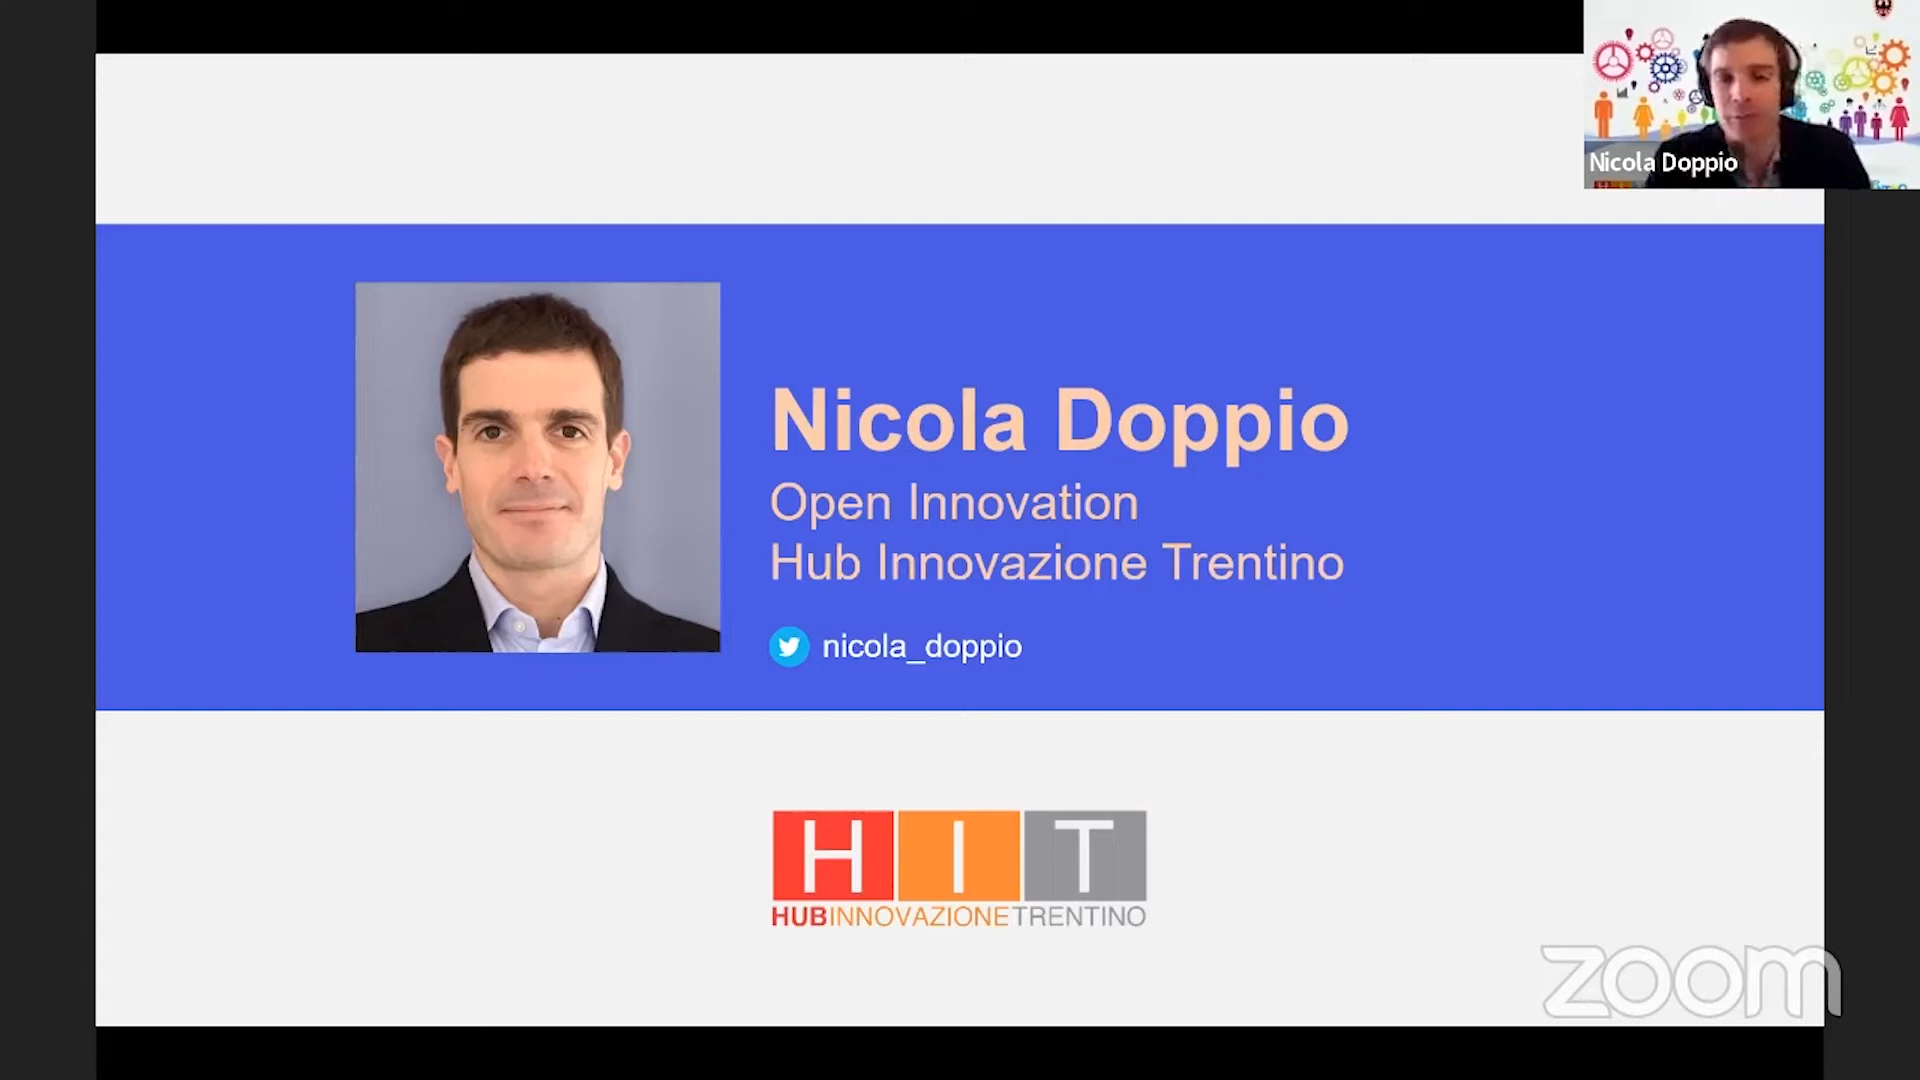 Nicola Doppio
Nicola Doppio
Open Innovation
Hub Innovazione Trentino
nicola_doppio
HIT
HUBINNOVAZIONETRENTINO
zoom